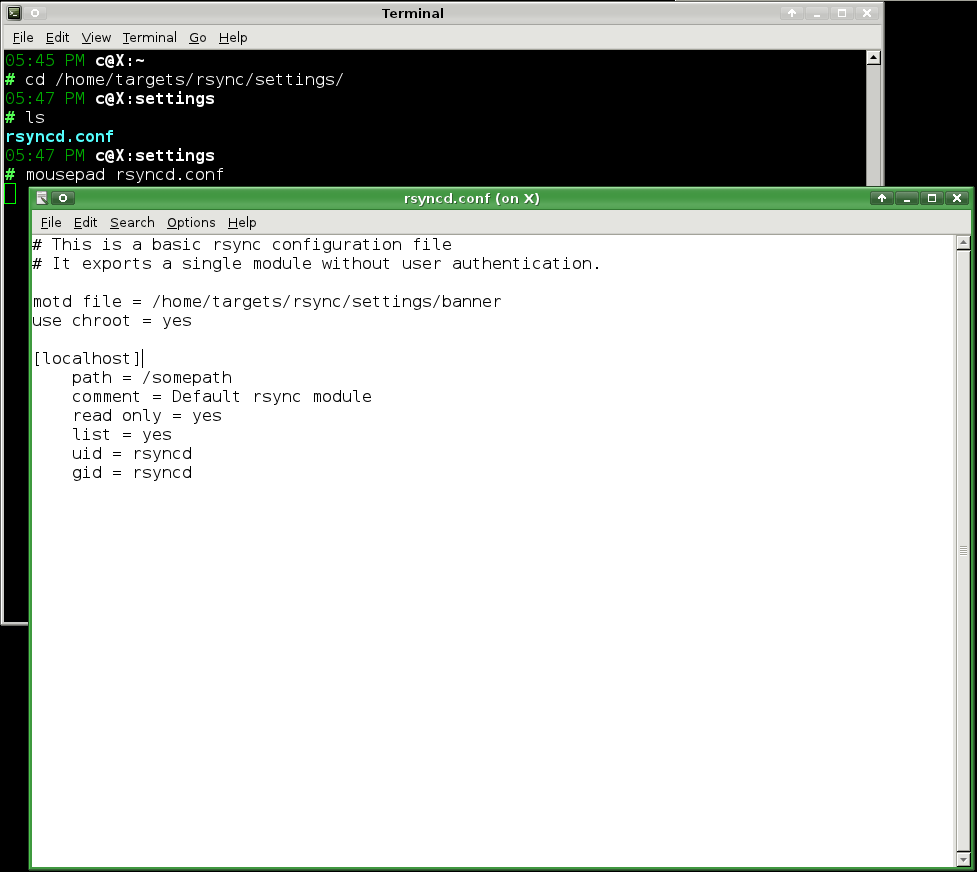 Terminal
File Edit View Terminal Go Help
05:45 PM c@X:~
# cd /home/targets/rsync/settings/
05:47 PM c@X:settings
# ls
rsyncd.conf
05:47 PM c@X:settings
# mousepad rsyncd.conf
rsyncd.conf (on X)
File Edit Search Options Help
# This is a basic rsync configuration file
# It exports a single module without user authentication.
motd file = /home/targets/rsync/settings/banner
use chroot = yes
[localhost]
path = /somepath
comment = Default rsync module
read only = yes
list = yes
uid = rsyncd
gid = rsyncd